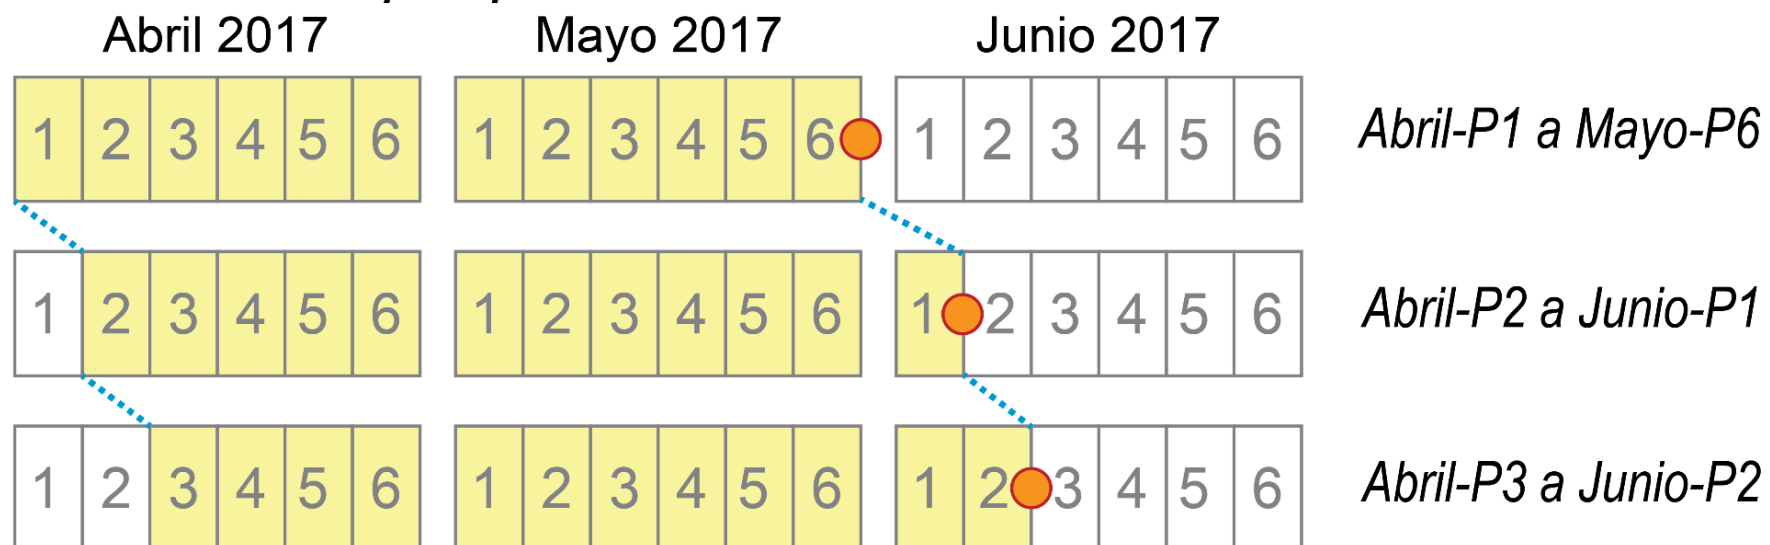 Abril 2017 Mayo 2017 Junio 2017
1 2 3 4 5 6 1 2 3 4 5 6 1 2 3 4 5 6 Abril-P1 a Mayo-P6
1 2 3 4 5 6 1 2 3 4 5 6 1 2 3 4 5 6 Abril-P2 a Junio-P1
1 2 3 4 5 6 1 2 3 4 5 6 1 2 3 4 5 6 Abril-P3 a Junio-P2